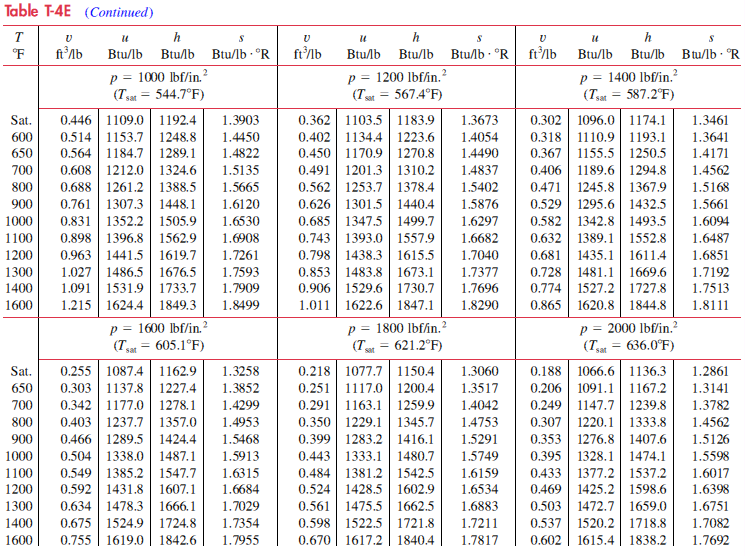 Table T-4E (Continued)
T v u h s v u h s v u h s
°F ft³/lb Btu/lb Btu/lb Btu/lb · °R ft³/lb Btu/lb Btu/lb Btu/lb · °R ft³/lb Btu/lb Btu/lb Btu/lb · °R
p = 1000 lbf/in.² p = 1200 lbf/in.² p = 1400 lbf/in.²
(Tsat = 544.7°F) (Tsat = 567.4°F) (Tsat = 587.2°F)
Sat. 0.446 1109.0 1192.4 1.3903 0.362 1103.5 1183.9 1.3673 0.302 1096.0 1174.1 1.3461
600 0.514 1153.7 1248.8 1.4450 0.402 1134.4 1223.6 1.4054 0.318 1110.9 1193.1 1.3641
650 0.564 1184.7 1289.1 1.4822 0.450 1170.9 1270.8 1.4490 0.367 1155.5 1250.5 1.4171
700 0.608 1212.0 1324.6 1.5135 0.491 1201.3 1310.2 1.4837 0.406 1189.6 1294.8 1.4562
800 0.688 1261.2 1388.5 1.5665 0.562 1253.7 1378.4 1.5402 0.471 1245.8 1367.9 1.5168
900 0.761 1307.3 1448.1 1.6120 0.626 1301.5 1440.4 1.5876 0.529 1295.6 1432.5 1.5661
1000 0.831 1352.2 1505.9 1.6530 0.685 1347.5 1499.7 1.6297 0.582 1342.8 1493.5 1.6094
1100 0.898 1396.8 1562.9 1.6908 0.743 1393.0 1557.9 1.6682 0.632 1389.1 1552.8 1.6487
1200 0.963 1441.5 1619.7 1.7261 0.798 1438.3 1615.5 1.7040 0.681 1435.1 1611.4 1.6851
1300 1.027 1486.5 1676.5 1.7593 0.853 1483.8 1673.1 1.7377 0.728 1481.1 1669.6 1.7192
1400 1.091 1531.9 1733.7 1.7909 0.906 1529.6 1730.7 1.7696 0.774 1527.2 1727.8 1.7513
1600 1.215 1624.4 1849.3 1.8499 1.011 1622.6 1847.1 1.8290 0.865 1620.8 1844.8 1.8111
p = 1600 lbf/in.² p = 1800 lbf/in.² p = 2000 lbf/in.²
(Tsat = 605.1°F) (Tsat = 621.2°F) (Tsat = 636.0°F)
Sat. 0.255 1087.4 1162.9 1.3258 0.218 1077.7 1150.4 1.3060 0.188 1066.6 1136.3 1.2861
650 0.303 1137.8 1227.4 1.3852 0.251 1117.0 1200.4 1.3517 0.206 1091.1 1167.2 1.3141
700 0.342 1177.0 1278.1 1.4299 0.291 1163.1 1259.9 1.4042 0.249 1147.7 1239.8 1.3782
800 0.403 1237.7 1357.0 1.4953 0.350 1229.1 1345.7 1.4753 0.307 1220.1 1333.8 1.4562
900 0.466 1289.5 1424.4 1.5468 0.399 1283.2 1416.1 1.5291 0.353 1276.8 1407.6 1.5126
1000 0.504 1338.0 1487.1 1.5913 0.443 1333.1 1480.7 1.5749 0.395 1328.1 1474.1 1.5598
1100 0.549 1385.2 1547.7 1.6315 0.484 1381.2 1542.5 1.6159 0.433 1377.2 1537.2 1.6017
1200 0.592 1431.8 1607.1 1.6684 0.524 1428.5 1602.9 1.6534 0.469 1425.2 1598.6 1.6398
1300 0.634 1478.3 1666.1 1.7029 0.561 1475.5 1662.5 1.6883 0.503 1472.7 1659.0 1.6751
1400 0.675 1524.9 1724.8 1.7354 0.598 1522.5 1721.8 1.7211 0.537 1520.2 1718.8 1.7082
1600 0.755 1619.0 1842.6 1.7955 0.670 1617.2 1840.4 1.7817 0.602 1615.4 1838.2 1.7692